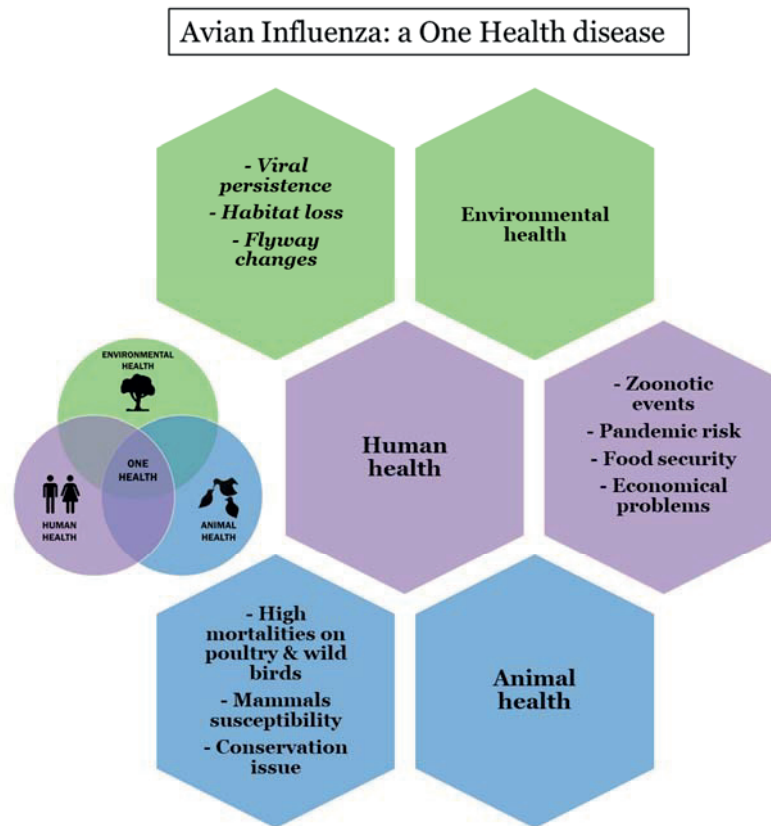 Avian Influenza: a One Health disease
- Viral
persistence
- Habitat loss
- Flyway
changes
Environmental
health
ENVIRONMENTAL
HEALTH
ONE
HEALTH
HUMAN
HEALTH
ANIMAL
HEALTH
Human
health
- Zoonotic
events
- Pandemic risk
- Food security
- Economical
problems
- High
mortalities on
poultry & wild
birds
- Mammals
susceptibility
- Conservation
issue
Animal
health